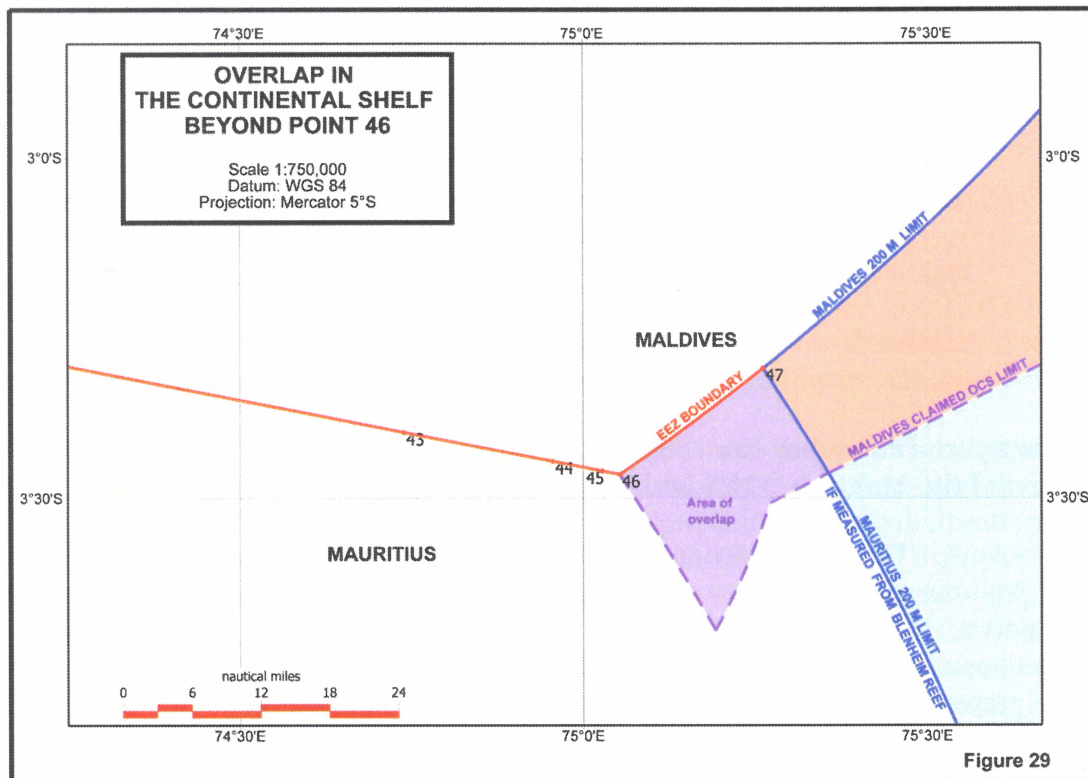 74°30'E
75°0'E
75°30'E
OVERLAP IN
THE CONTINENTAL SHELF
BEYOND POINT 46
Scale 1:750,000
Datum: WGS 84
Projection: Mercator 5°S
3°0'S
3°0'S
MALDIVES 200 M LIMIT
MALDIVES
47
EEZ BOUNDARY
MALDIVES CLAIMED OCS LIMIT
43
44
45
46
3°30'S
3°30'S
Area of
overlap
MAURITIUS
MAURITIUS 200 M LIMIT
IF MEASURED FROM BLENHEIM REEF
nautical miles
0 6 12 18 24
74°30'E
75°0'E
75°30'E
Figure 29